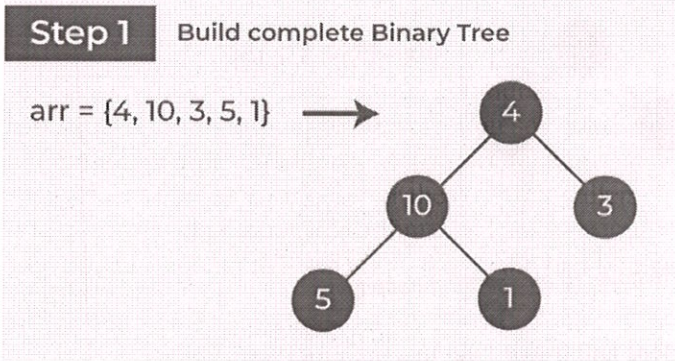 Step 1 Build complete Binary Tree
arr = {4, 10, 3, 5, 1}
4
10 3
5 1